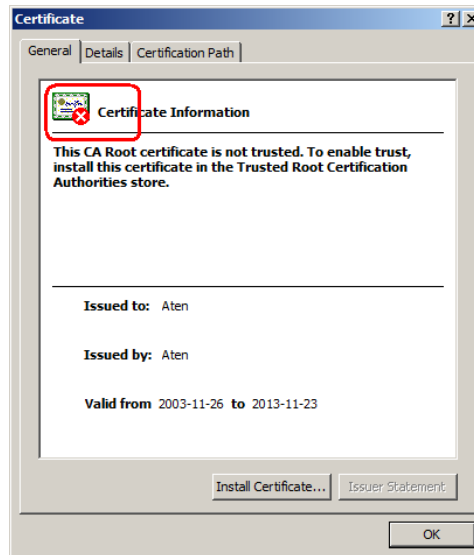 Certificate
General Details Certification Path
Certificate Information
This CA Root certificate is not trusted. To enable trust,
install this certificate in the Trusted Root Certification
Authorities store.
Issued to: Aten
Issued by: Aten
Valid from 2003-11-26 to 2013-11-23
Install Certificate... Issuer Statement
OK